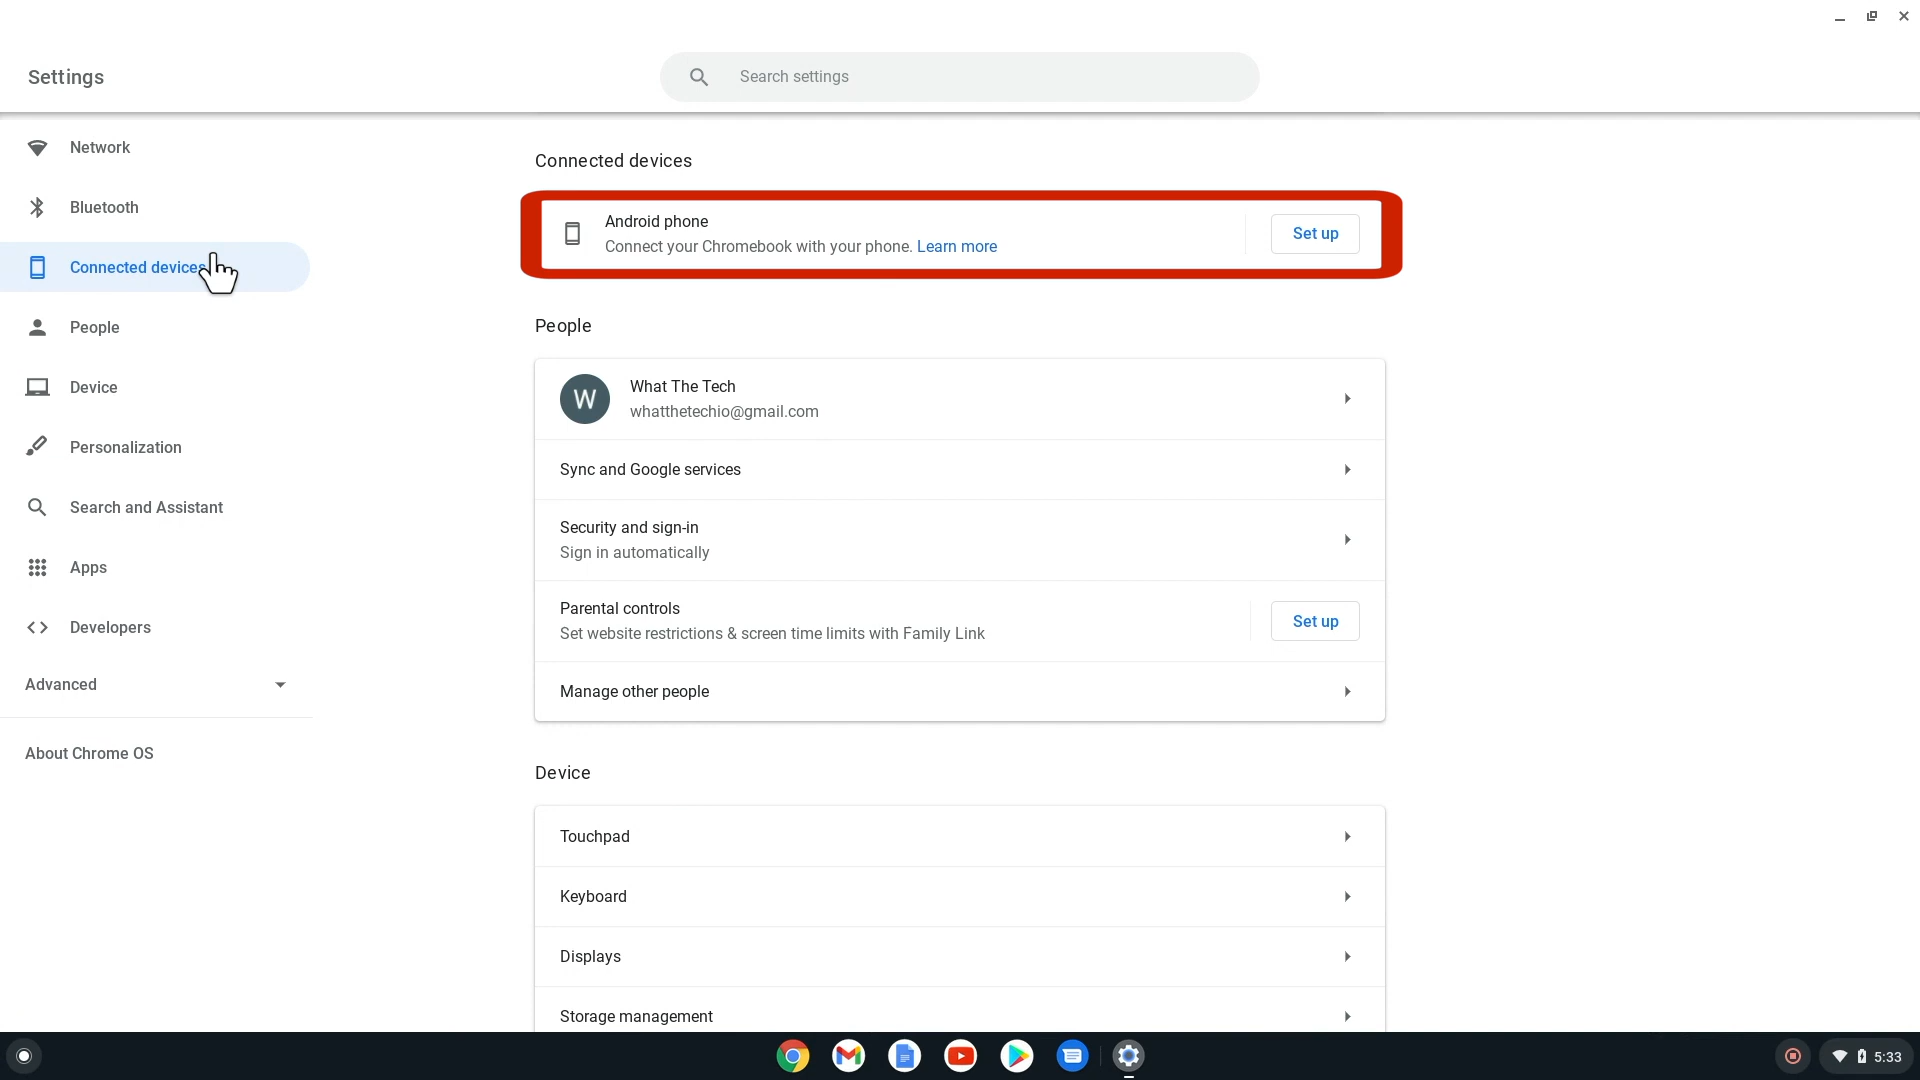 Settings
Search settings
Network
Bluetooth
Connected devices
People
Device
Personalization
Search and Assistant
Apps
Developers
Advanced
About Chrome OS
Connected devices
Android phone
Connect your Chromebook with your phone. Learn more
Set up
People
W
What The Tech
whatthetechio@gmail.com
Sync and Google services
Security and sign-in
Sign in automatically
Parental controls
Set website restrictions & screen time limits with Family Link
Set up
Manage other people
Device
Touchpad
Keyboard
Displays
Storage management
5:33